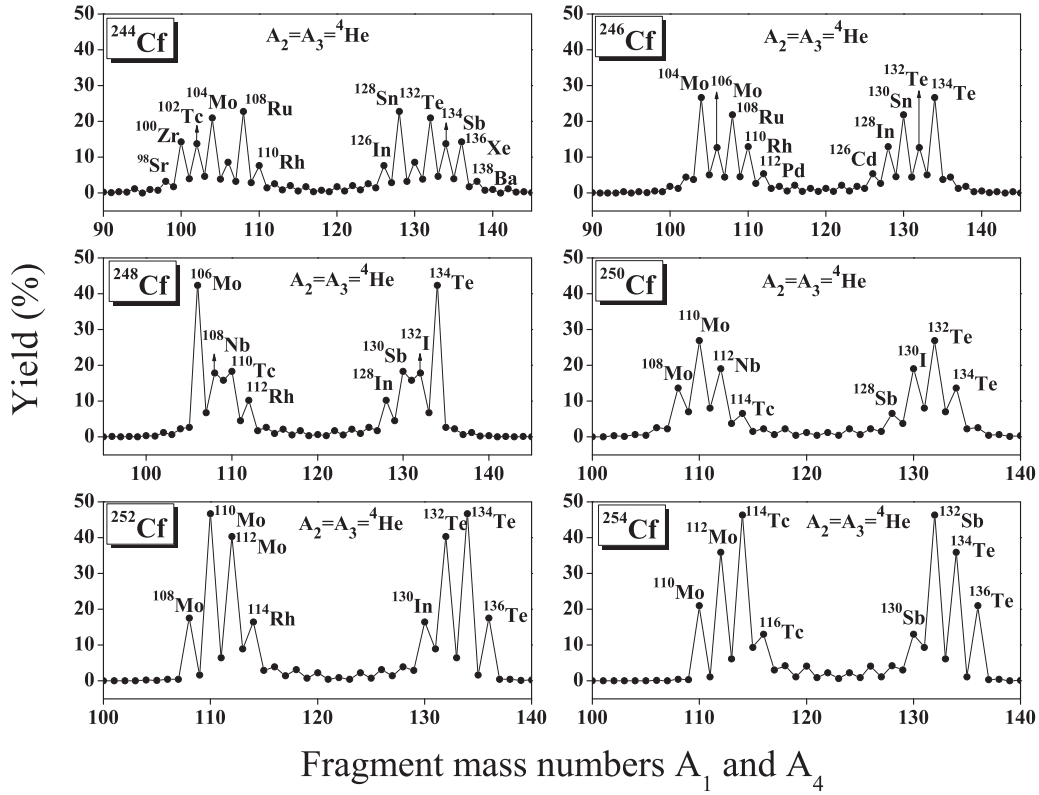 ²⁴⁴Cf
A₂=A₃=⁴He
50
40
30
20
10
0
⁹⁸Sr
¹⁰⁰Zr
¹⁰²Tc
¹⁰⁴Mo
¹⁰⁸Ru
¹¹⁰Rh
¹²⁶In
¹²⁸Sn
¹³²Te
¹³⁴Sb
¹³⁶Xe
¹³⁸Ba
90 100 110 120 130 140
²⁴⁶Cf
A₂=A₃=⁴He
50
40
30
20
10
0
¹⁰⁴Mo
¹⁰⁶Mo
¹⁰⁸Ru
¹¹⁰Rh
¹¹²Pd
¹²⁶Cd
¹²⁸In
¹³⁰Sn
¹³²Te
¹³⁴Te
90 100 110 120 130 140
²⁴⁸Cf
A₂=A₃=⁴He
50
40
30
20
10
0
¹⁰⁶Mo
¹⁰⁸Nb
¹¹⁰Tc
¹¹²Rh
¹²⁸In
¹³⁰Sb
¹³²I
¹³⁴Te
100 110 120 130 140
²⁵⁰Cf
A₂=A₃=⁴He
50
40
30
20
10
0
¹⁰⁸Mo
¹¹⁰Mo
¹¹²Nb
¹¹⁴Tc
¹²⁸Sb
¹³⁰I
¹³²Te
¹³⁴Te
100 110 120 130 140
²⁵²Cf
A₂=A₃=⁴He
50
40
30
20
10
0
¹⁰⁸Mo
¹¹⁰Mo
¹¹²Mo
¹¹⁴Rh
¹³⁰In
¹³²Te
¹³⁴Te
¹³⁶Te
100 110 120 130 140
²⁵⁴Cf
A₂=A₃=⁴He
50
40
30
20
10
0
¹¹⁰Mo
¹¹²Mo
¹¹⁴Tc
¹¹⁶Tc
¹³⁰Sb
¹³²Sb
¹³⁴Te
¹³⁶Te
100 110 120 130 140
Yield (%)
Fragment mass numbers A₁ and A₄